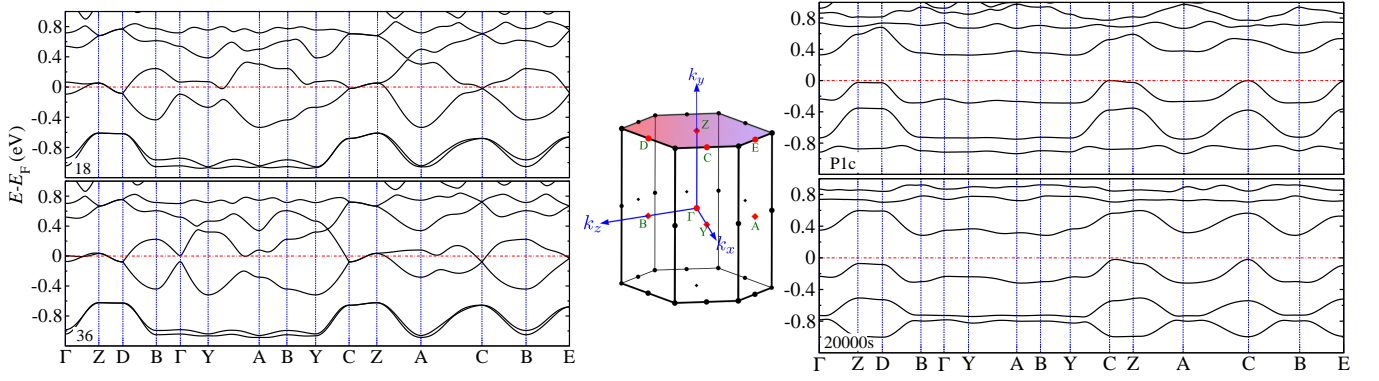 0.8
0.4
0
-0.4
-0.8
18
0.8
0.4
0
-0.4
-0.8
36
E-E_F (eV)
Γ Z D B Γ Y A B Y C Z A C B E
k_y
Z
D
C
E
k_z
B
Γ
Y
k_x
A
0.8
0.4
0
-0.4
-0.8
P1c
0.8
0.4
0
-0.4
-0.8
20000s
Γ Z D B Γ Y A B Y C Z A C B E